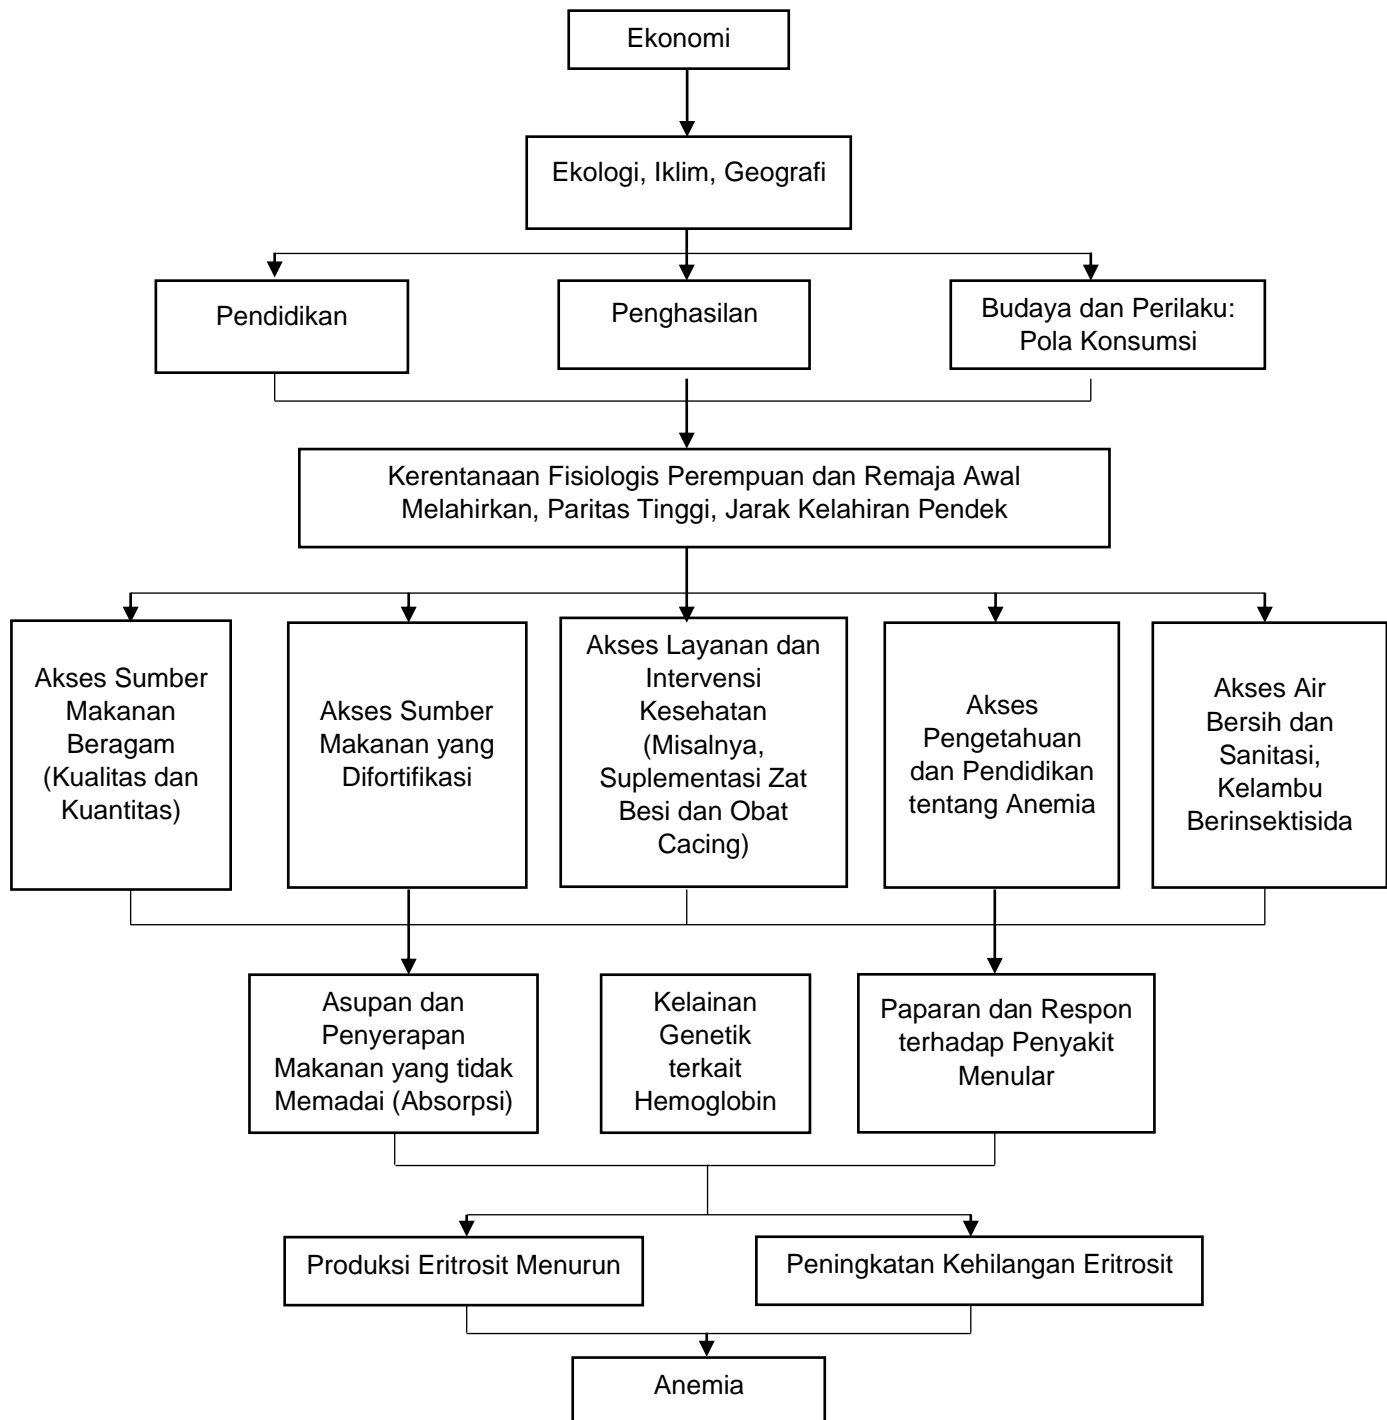 Ekonomi
Ekologi, Iklim, Geografi
Pendidikan
Penghasilan
Budaya dan Perilaku:
Pola Konsumsi
Kerentanaan Fisiologis Perempuan dan Remaja Awal
Melahirkan, Paritas Tinggi, Jarak Kelahiran Pendek
Akses Sumber
Makanan
Beragam
(Kualitas dan
Kuantitas)
Akses Sumber
Makanan yang
Difortifikasi
Akses Layanan dan
Intervensi
Kesehatan
(Misalnya,
Suplementasi Zat
Besi dan Obat
Cacing)
Akses
Pengetahuan
dan Pendidikan
tentang Anemia
Akses Air
Bersih dan
Sanitasi,
Kelambu
Berinsektisida
Asupan dan
Penyerapan
Makanan yang tidak
Memadai (Absorpsi)
Kelainan
Genetik
terkait
Hemoglobin
Paparan dan Respon
terhadap Penyakit
Menular
Produksi Eritrosit Menurun
Peningkatan Kehilangan Eritrosit
Anemia